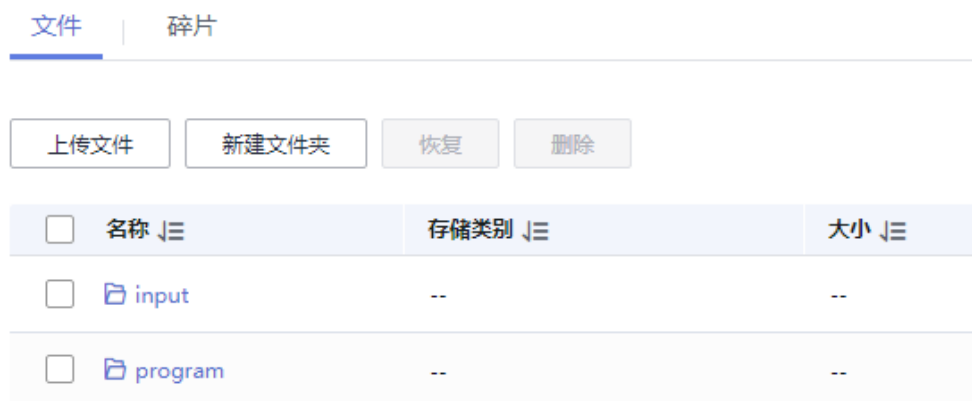 文件 碎片
上传文件 新建文件夹 恢复 删除
名称 存储类别 大小
input -- --
program -- --